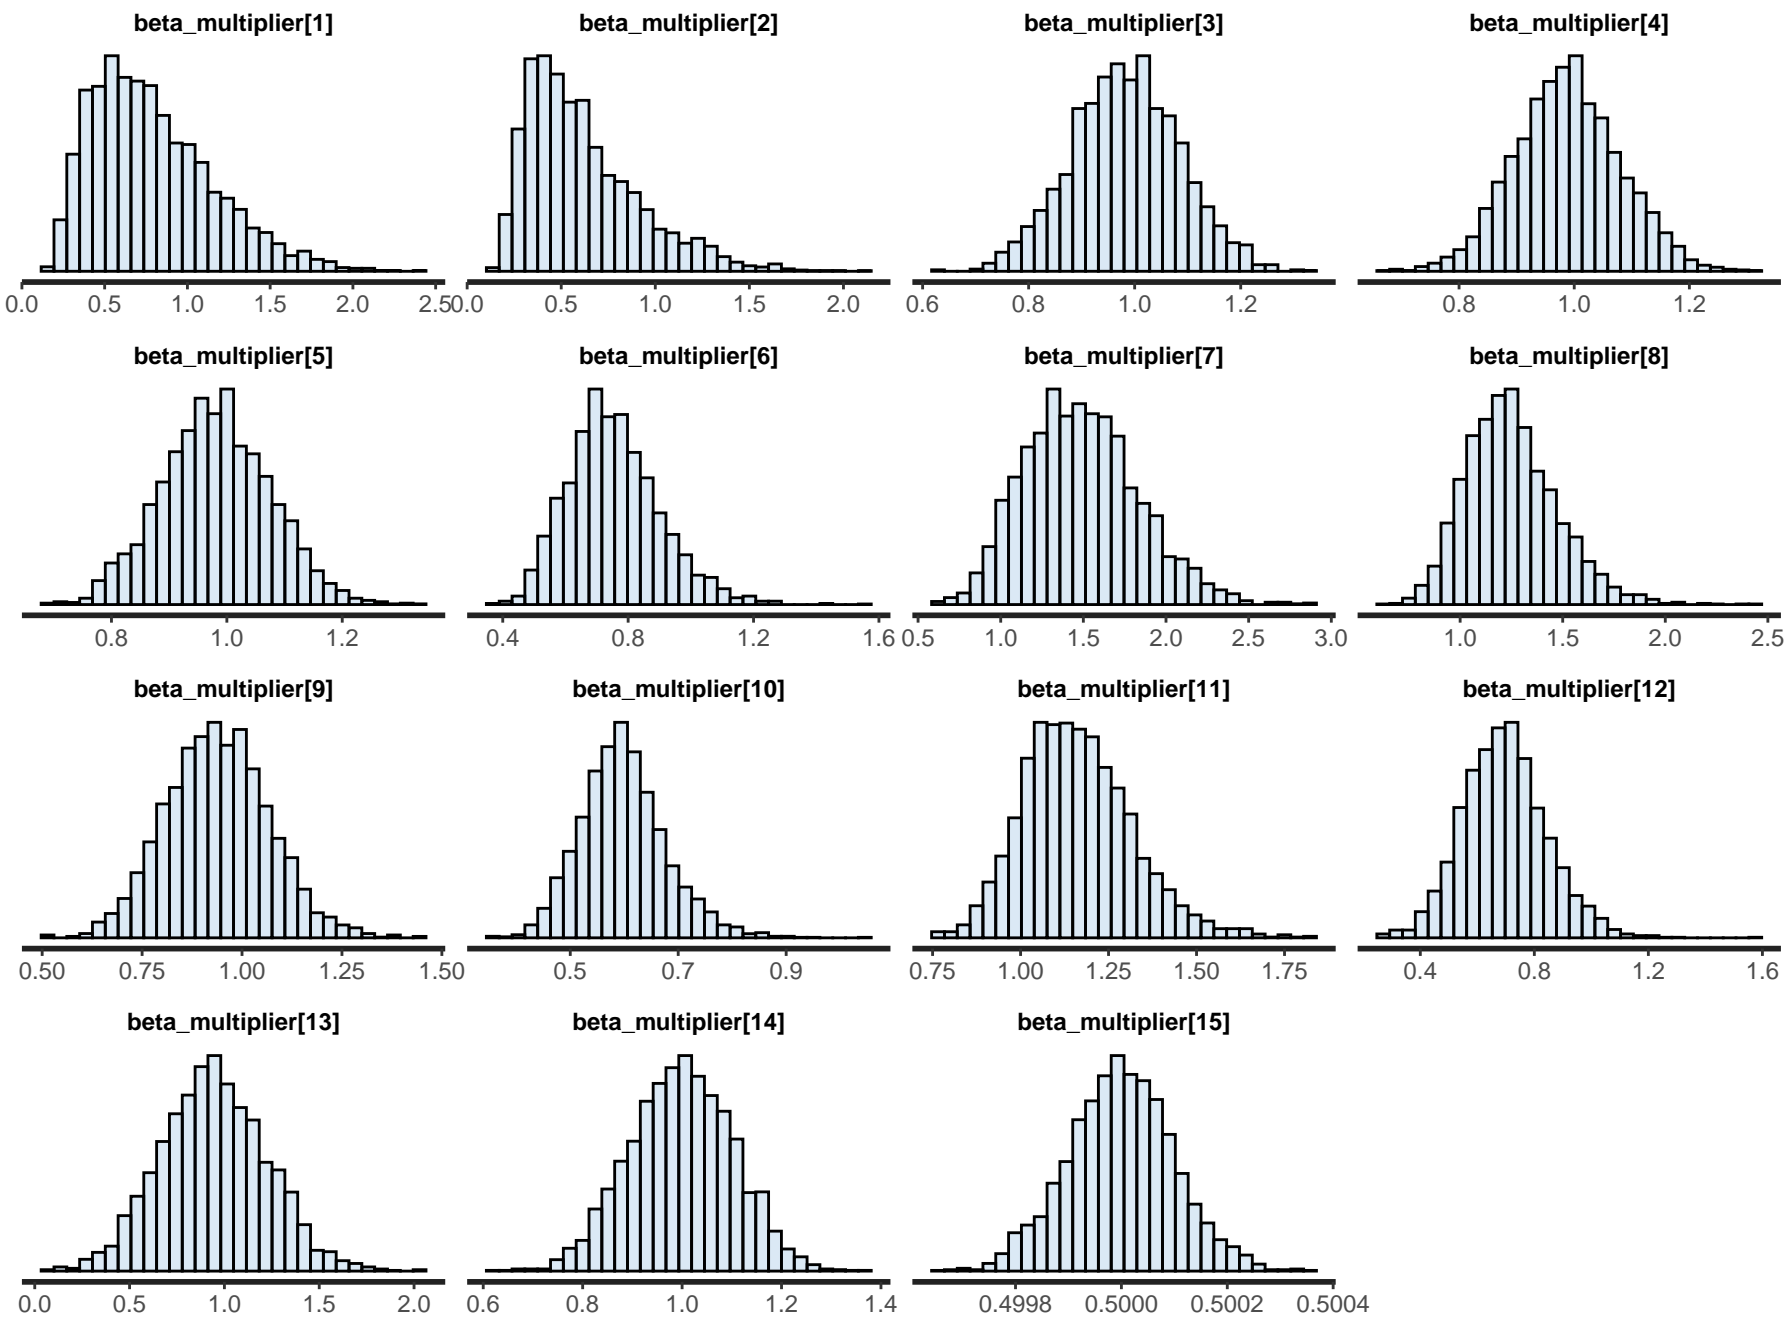 beta_multiplier[1] beta_multiplier[2] beta_multiplier[3] beta_multiplier[4]
0.0 0.5 1.0 1.5 2.0 2.5 0.0 0.5 1.0 1.5 2.0 0.6 0.8 1.0 1.2 0.8 1.0 1.2
beta_multiplier[5] beta_multiplier[6] beta_multiplier[7] beta_multiplier[8]
0.8 1.0 1.2 0.4 0.8 1.2 1.6 0.5 1.0 1.5 2.0 2.5 3.0 1.0 1.5 2.0 2.5
beta_multiplier[9] beta_multiplier[10] beta_multiplier[11] beta_multiplier[12]
0.50 0.75 1.00 1.25 1.50 0.5 0.7 0.9 0.75 1.00 1.25 1.50 1.75 0.4 0.8 1.2 1.6
beta_multiplier[13] beta_multiplier[14] beta_multiplier[15]
0.0 0.5 1.0 1.5 2.0 0.6 0.8 1.0 1.2 1.4 0.4998 0.5000 0.5002 0.5004